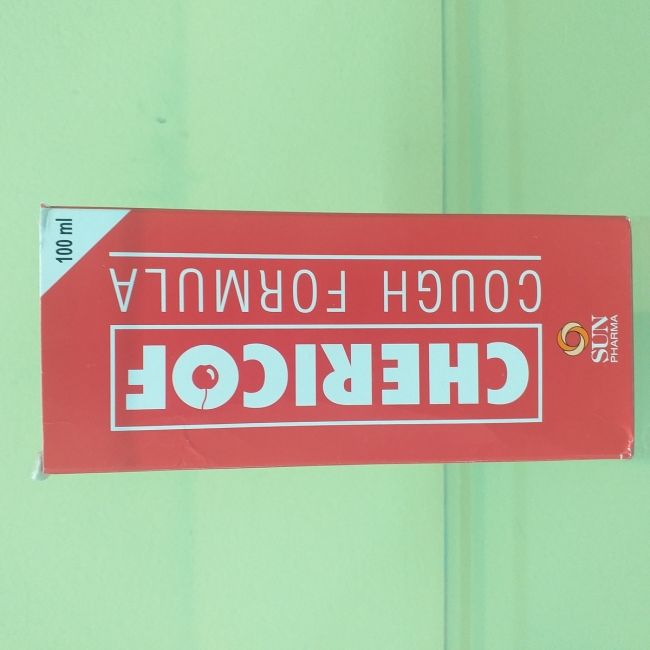 CHERICOF
COUGH FORMULA
100 ml
SUN
PHARMA